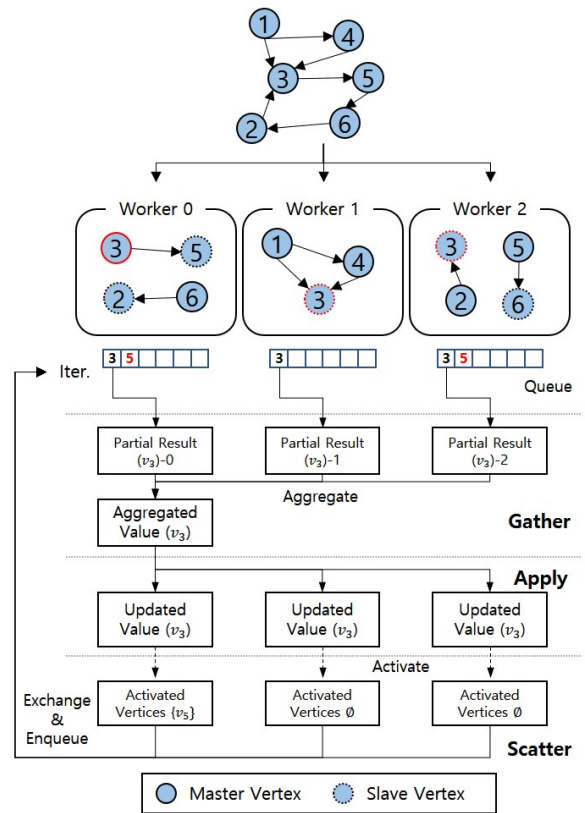 1
4
3
5
2
6
Worker 0
Worker 1
Worker 2
3
5
2
6
1
4
3
3
5
2
6
Iter.
3 5
3
3 5
Queue
Partial Result
(v₃)-0
Partial Result
(v₃)-1
Partial Result
(v₃)-2
Aggregate
Aggregated
Value (v₃)
Gather
Apply
Updated
Value (v₃)
Updated
Value (v₃)
Updated
Value (v₃)
Activate
Exchange
&
Enqueue
Activated
Vertices {v₅}
Activated
Vertices ∅
Activated
Vertices ∅
Scatter
Master Vertex
Slave Vertex